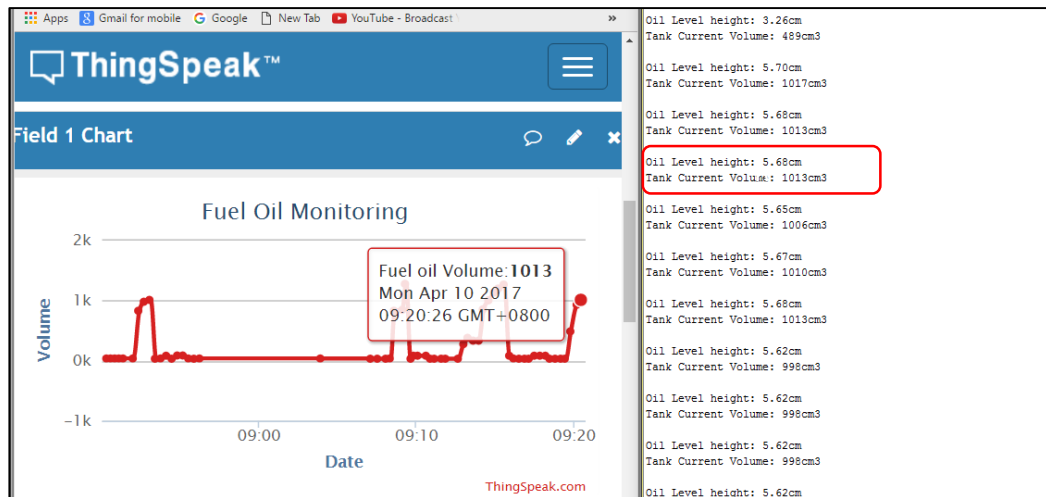 Apps Gmail for mobile Google New Tab YouTube - Broadcast »
ThingSpeak™
Field 1 Chart
Fuel Oil Monitoring
2k
1k
0k
-1k
Volume
Fuel oil Volume:1013
Mon Apr 10 2017
09:20:26 GMT+0800
09:00 09:10 09:20
Date
ThingSpeak.com
Oil Level height: 3.26cm
Tank Current Volume: 489cm3
Oil Level height: 5.70cm
Tank Current Volume: 1017cm3
Oil Level height: 5.68cm
Tank Current Volume: 1013cm3
Oil Level height: 5.68cm
Tank Current Volume: 1013cm3
Oil Level height: 5.65cm
Tank Current Volume: 1006cm3
Oil Level height: 5.67cm
Tank Current Volume: 1010cm3
Oil Level height: 5.68cm
Tank Current Volume: 1013cm3
Oil Level height: 5.62cm
Tank Current Volume: 998cm3
Oil Level height: 5.62cm
Tank Current Volume: 998cm3
Oil Level height: 5.62cm
Tank Current Volume: 998cm3
Oil Level height: 5.62cm